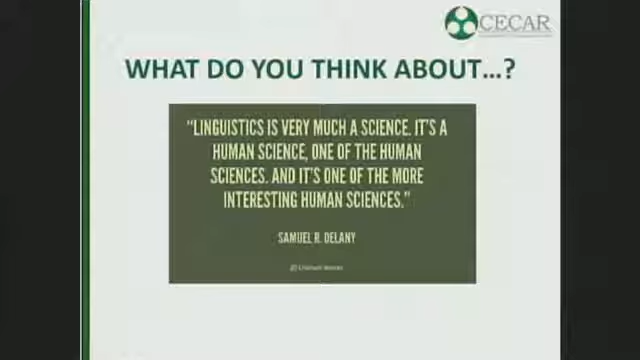 CECAR
WHAT DO YOU THINK ABOUT...?
“LINGUISTICS IS VERY MUCH A SCIENCE. IT'S A
HUMAN SCIENCE, ONE OF THE HUMAN
SCIENCES. AND IT'S ONE OF THE MORE
INTERESTING HUMAN SCIENCES.”
SAMUEL R. DELANY